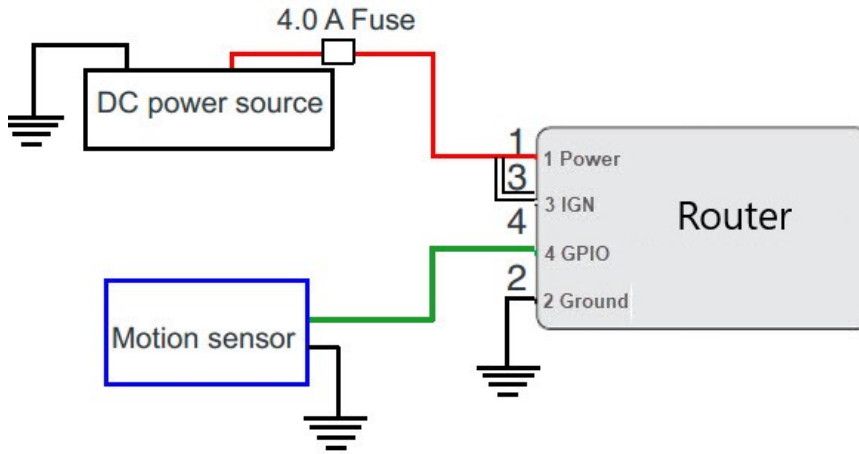 4.0 A Fuse
DC power source
1
1 Power
3
3 IGN
Router
4
4 GPIO
2
2 Ground
Motion sensor